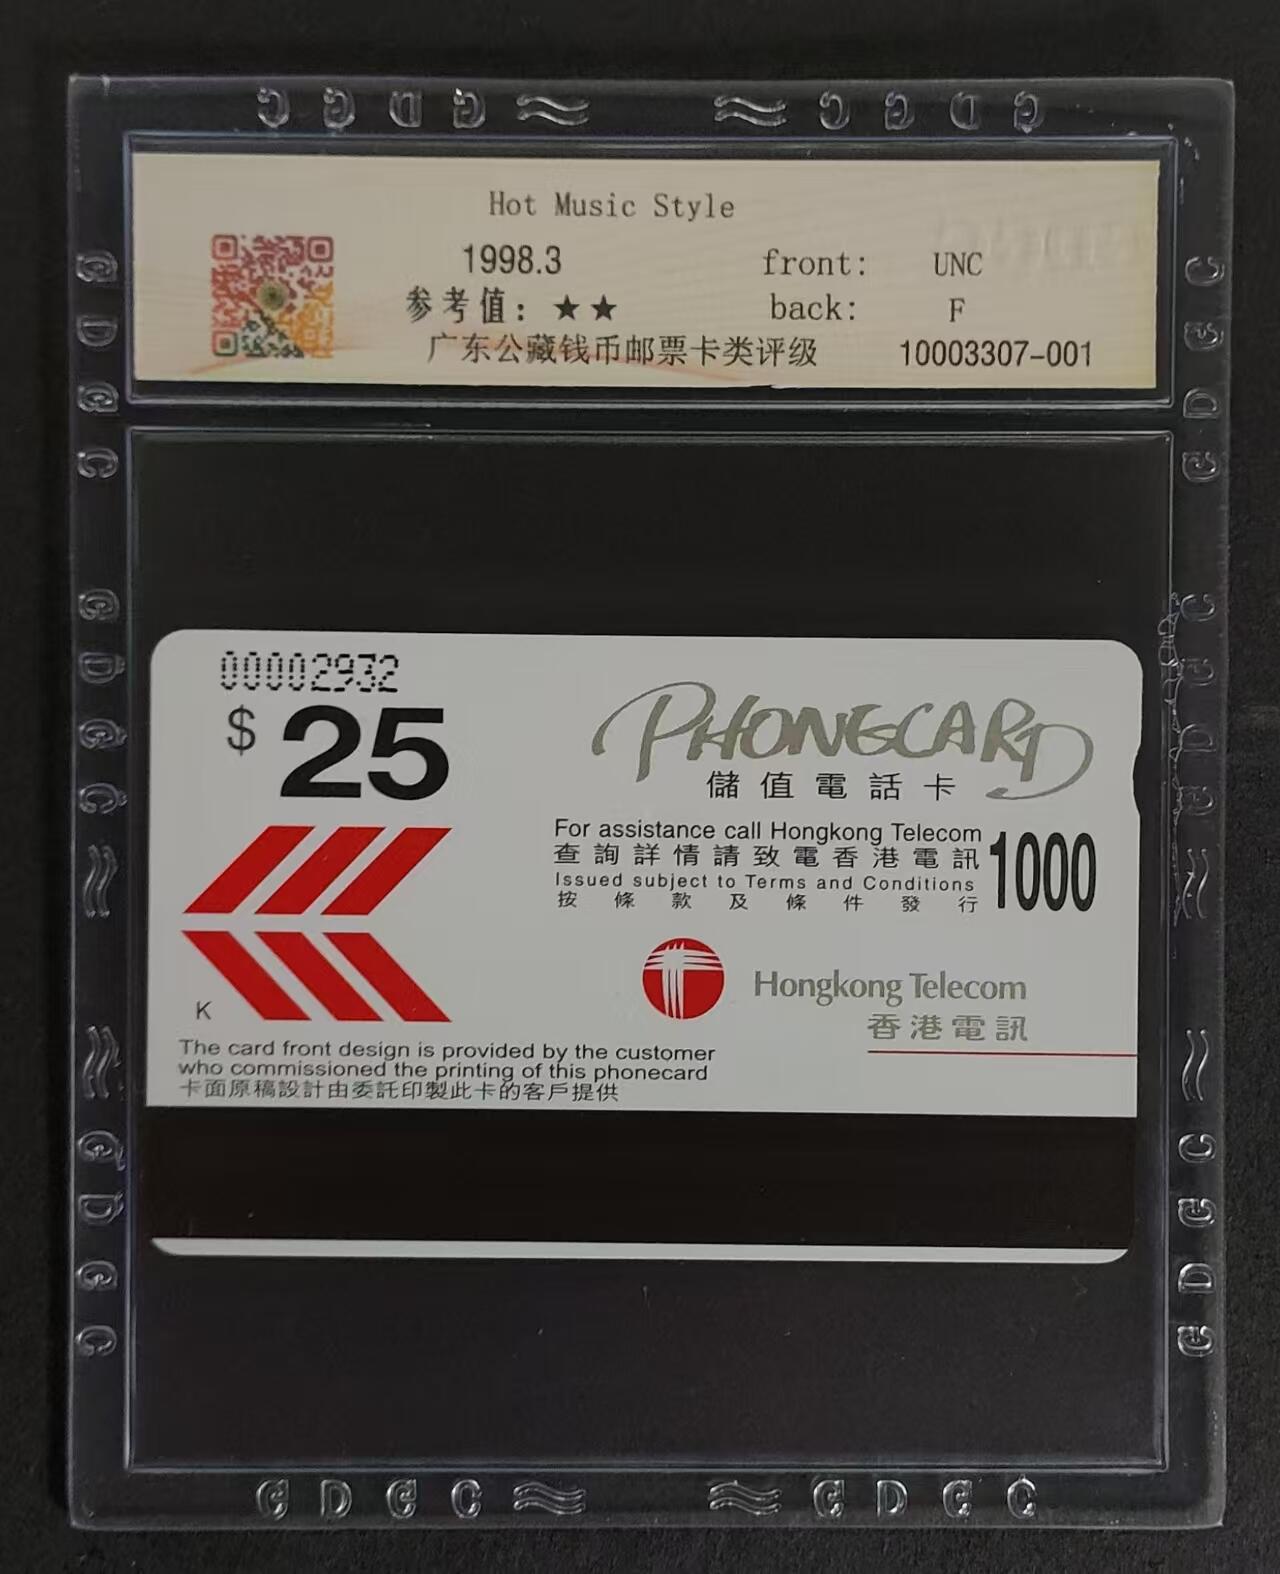 G D G C
C G D G
Hot Music Style
1998.3
front: UNC
参考值: ★★
back: F
广东公藏钱币邮票卡类评级
10003307-001
00002932
$ 25
PHONECARD
儲值電話卡
For assistance call Hongkong Telecom
查詢詳情請致電香港電訊
1000
Issued subject to Terms and Conditions
按條款及條件發行
K
Hongkong Telecom
香港電訊
The card front design is provided by the customer
who commissioned the printing of this phonecard
卡面原稿設計由委託印製此卡的客戶提供
G D G C
G D G C